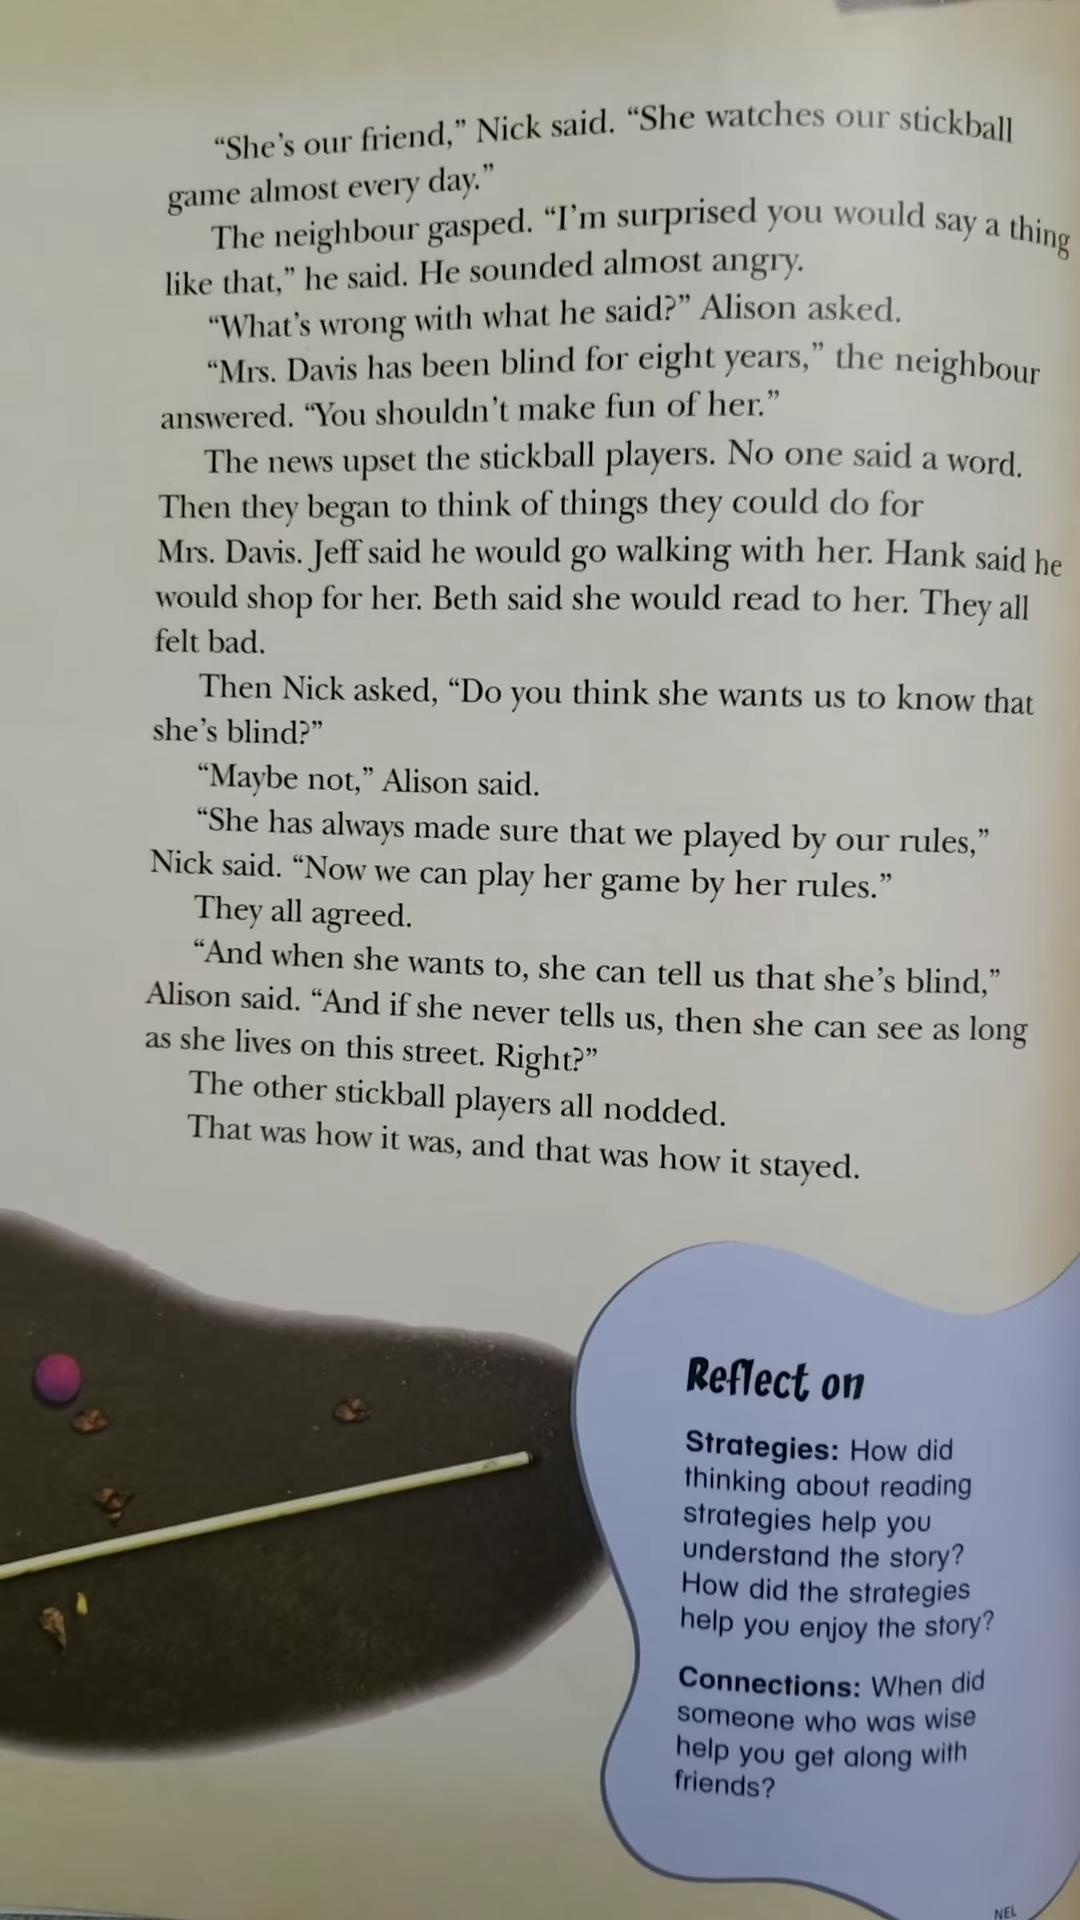 “She’s our friend,” Nick said. “She watches our stickball
game almost every day.”
The neighbour gasped. “I’m surprised you would say a thing
like that,” he said. He sounded almost angry.
“What’s wrong with what he said?” Alison asked.
“Mrs. Davis has been blind for eight years,” the neighbour
answered. “You shouldn’t make fun of her.”
The news upset the stickball players. No one said a word.
Then they began to think of things they could do for
Mrs. Davis. Jeff said he would go walking with her. Hank said he
would shop for her. Beth said she would read to her. They all
felt bad.
Then Nick asked, “Do you think she wants us to know that
she’s blind?”
“Maybe not,” Alison said.
“She has always made sure that we played by our rules,”
Nick said. “Now we can play her game by her rules.”
They all agreed.
“And when she wants to, she can tell us that she’s blind,”
Alison said. “And if she never tells us, then she can see as long
as she lives on this street. Right?”
The other stickball players all nodded.
That was how it was, and that was how it stayed.
Reflect on
Strategies: How did
thinking about reading
strategies help you
understand the story?
How did the strategies
help you enjoy the story?
Connections: When did
someone who was wise
help you get along with
friends?
NEL